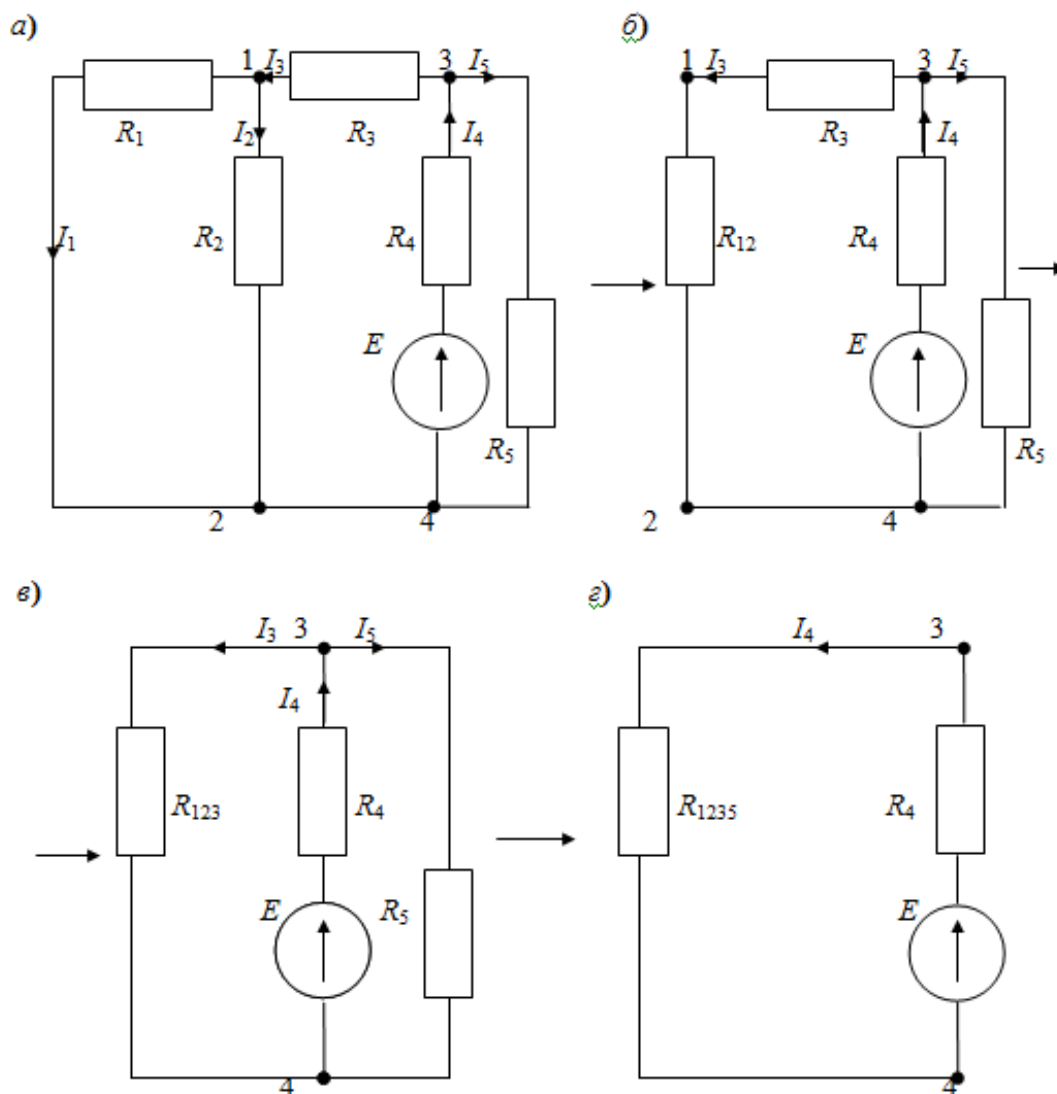 а)
1 I₃ 3 I₅
R₁ I₂ R₃ I₄
I₁ R₂ R₄
E
R₅
2 4
б)
1 I₃ 3 I₅
R₃ I₄
R₁₂ R₄
E
R₅
2 4
в)
I₃ 3 I₅
I₄
R₁₂₃ R₄
E R₅
4
г)
I₄ 3
R₁₂₃₅ R₄
E
4